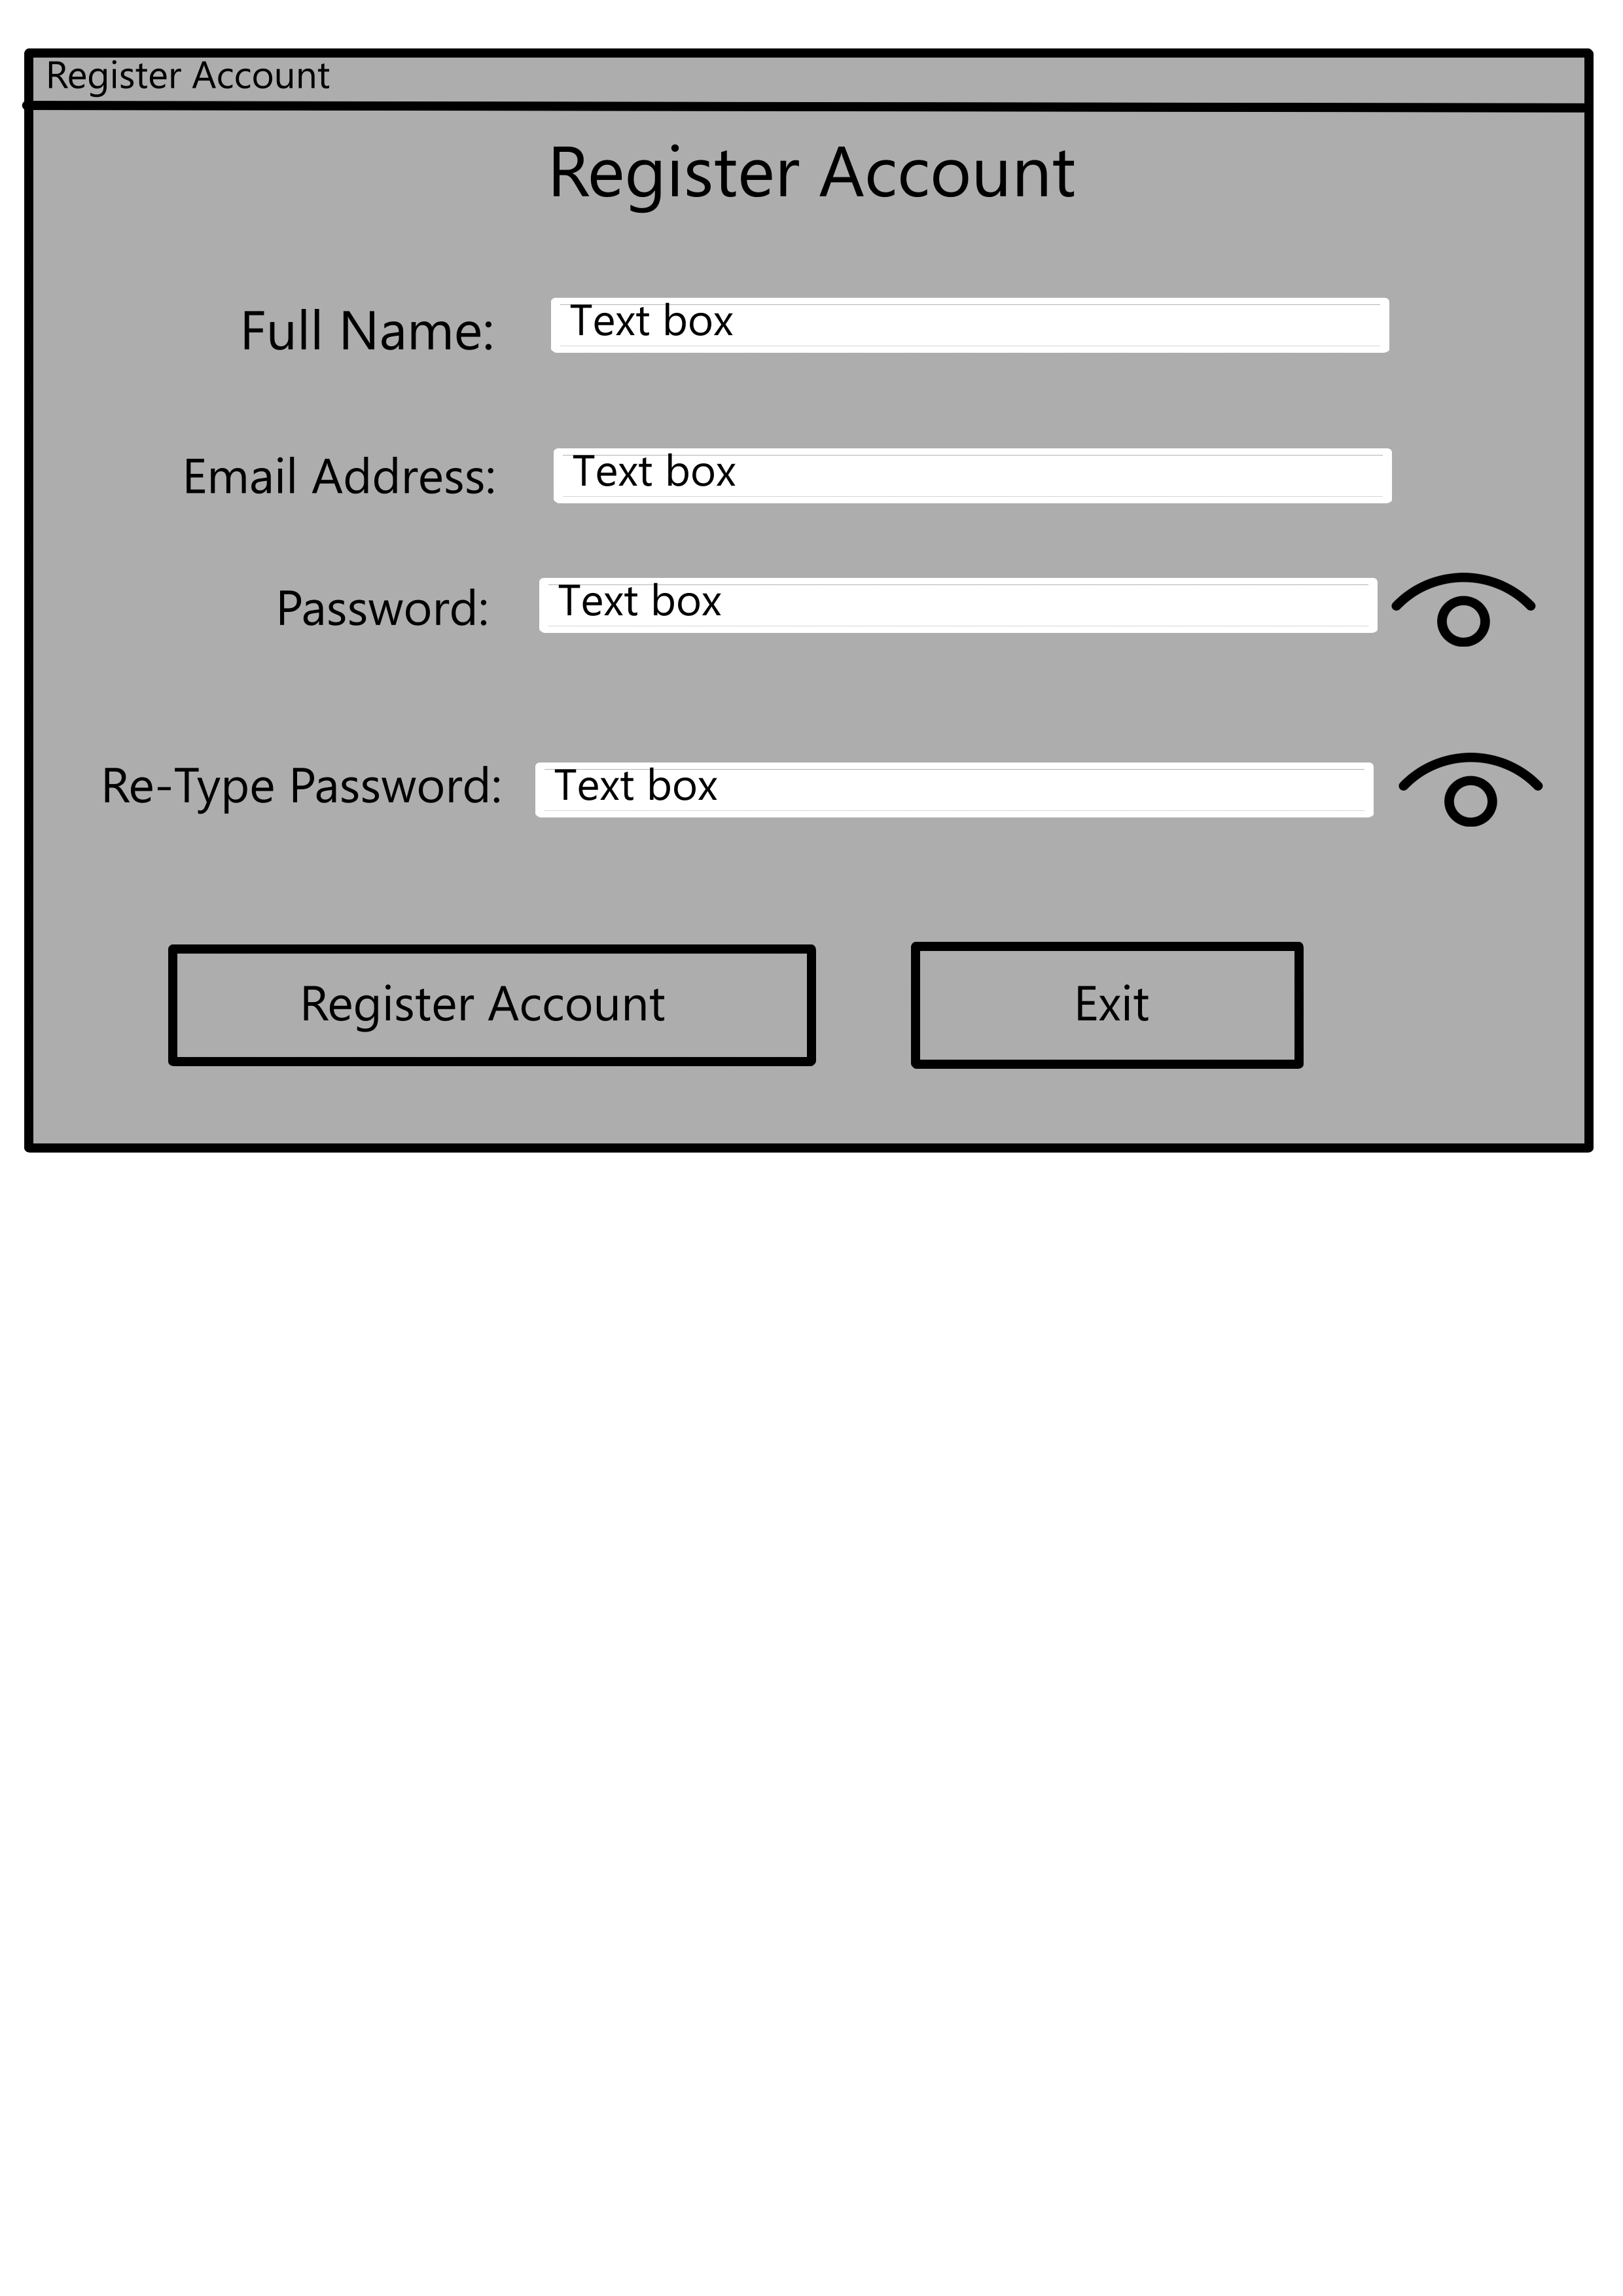 Register Account
Register Account
Full Name: Text box
Email Address: Text box
Password: Text box
Re-Type Password: Text box
Register Account Exit